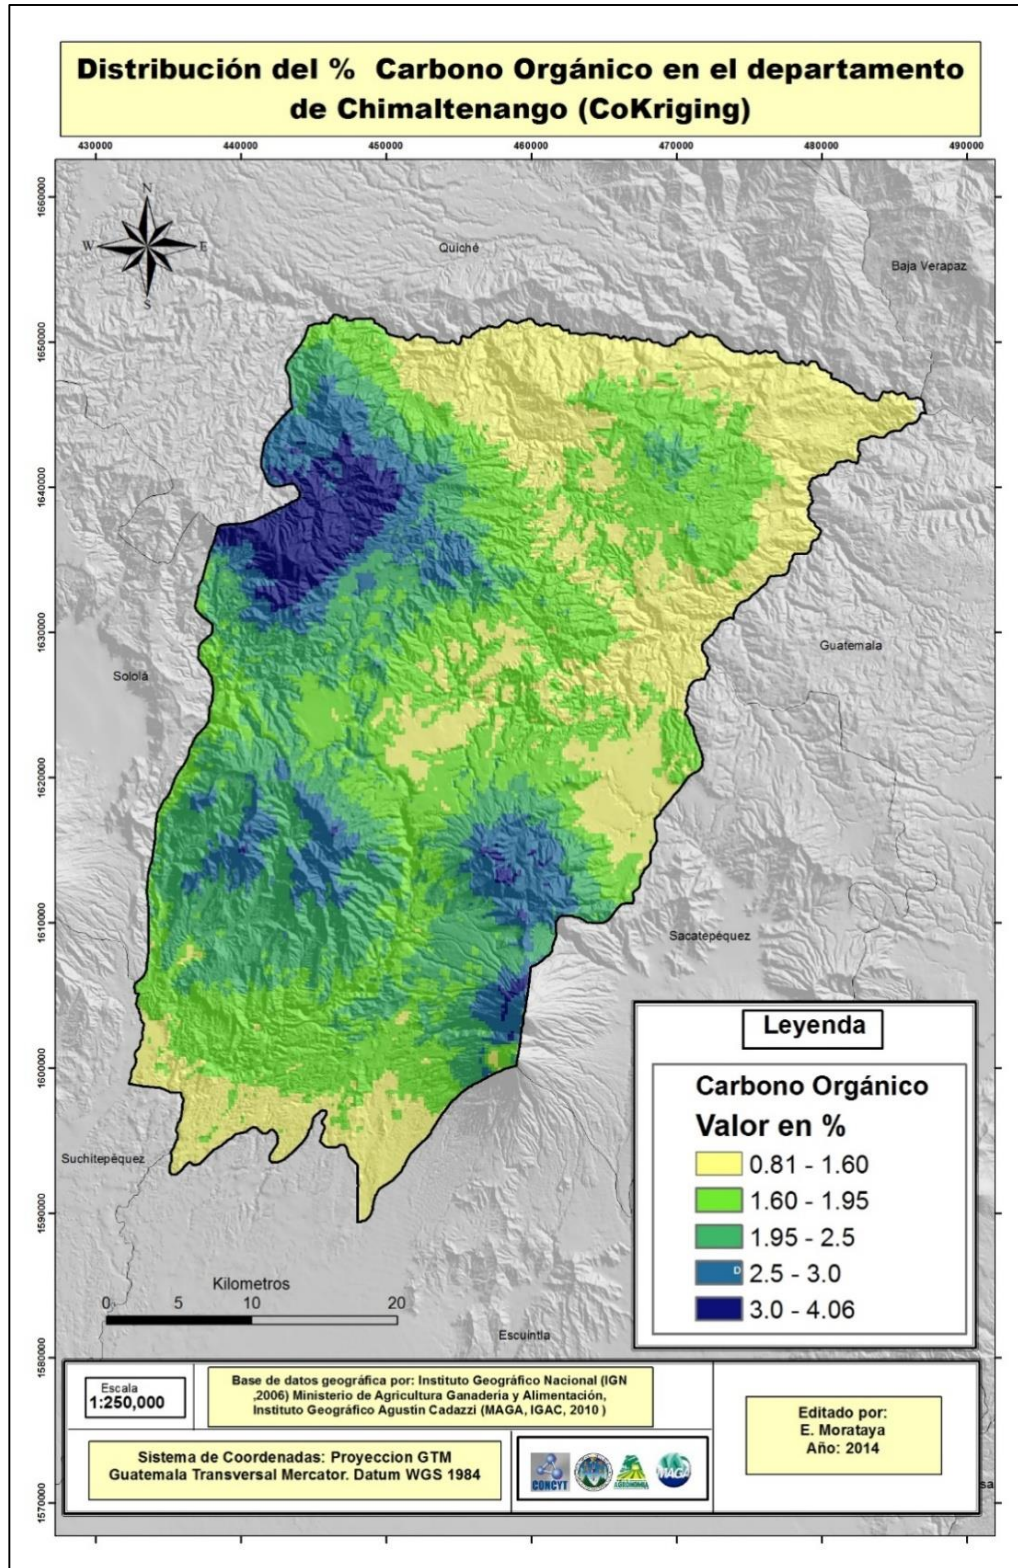 Distribución del % Carbono Orgánico en el departamento
de Chimaltenango (CoKriging)
430000 440000 450000 460000 470000 480000 490000
1660000
1650000
1640000
1630000
1620000
1610000
1600000
1590000
1580000
1570000
N
W E
S
Quiché
Baja Verapaz
Guatemala
Sololá
Sacatepéquez
Suchitepéquez
Escuintla
Kilometros
0 5 10 20
Leyenda
Carbono Orgánico
Valor en %
0.81 - 1.60
1.60 - 1.95
1.95 - 2.5
D
2.5 - 3.0
3.0 - 4.06
Escala
1:250,000
Base de datos geográfica por: Instituto Geográfico Nacional (IGN
,2006) Ministerio de Agricultura Ganaderia y Alimentación,
Instituto Geográfico Agustin Cadazzi (MAGA, IGAC, 2010 )
Sistema de Coordenadas: Proyeccion GTM
Guatemala Transversal Mercator. Datum WGS 1984
CONCYT
MAGA
Editado por:
E. Morataya
Año: 2014
sa